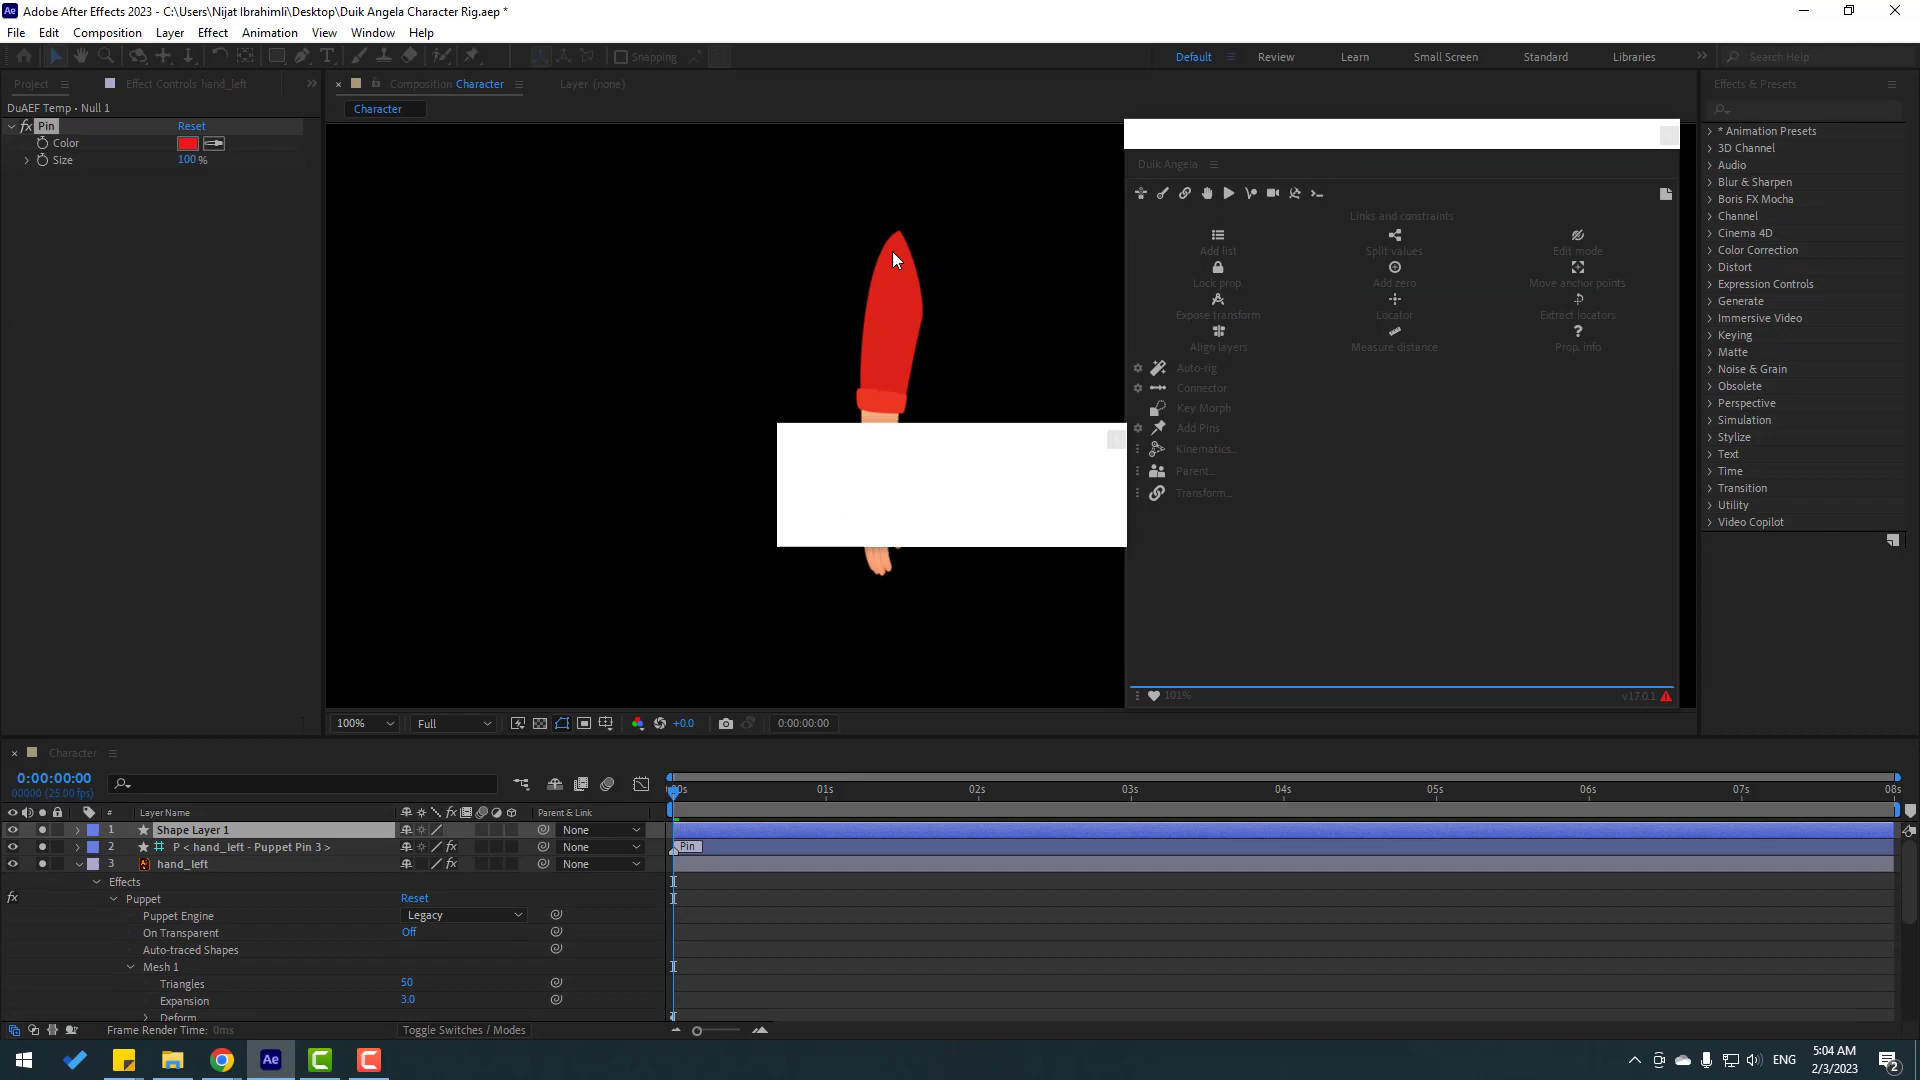 Adobe After Effects 2023 - C:\Users\Nijat Ibrahimli\Desktop\Duik Angela Character Rig.aep *
File Edit Composition Layer Effect Animation View Window Help
Snapping Default Review Learn Small Screen Standard Libraries Search Help
Project Effect Controls hand_left Composition Character Layer (none) Effects & Presets
DuAEF Temp • Null 1
Pin Reset
Color
Size 100 %
Character
Duik Angela
Links and constraints
Add list Split values Edit mode
Lock prop. Add zero Move anchor points
Expose transform Locator Extract locators
Align layers Measure distance Prop. info
Auto-rig
Connector
Key Morph
Add Pins
Kinematics...
Parent...
Transform...
101% v17.0.1
* Animation Presets
3D Channel
Audio
Blur & Sharpen
Boris FX Mocha
Channel
Cinema 4D
Color Correction
Distort
Expression Controls
Generate
Immersive Video
Keying
Matte
Noise & Grain
Obsolete
Perspective
Simulation
Stylize
Text
Time
Transition
Utility
Video Copilot
100% Full +0.0 0:00:00:00
Character
0:00:00:00
00000 (25.00 fps)
:00s 01s 02s 03s 04s 05s 06s 07s 08s
# Layer Name Parent & Link
1 Shape Layer 1 None
2 P < hand_left - Puppet Pin 3 > None Pin
3 hand_left None
Effects
Puppet Reset
Puppet Engine Legacy
On Transparent Off
Auto-traced Shapes
Mesh 1
Triangles 50
Expansion 3.0
Deform
Frame Render Time: 0ms Toggle Switches / Modes
ENG 5:04 AM
2/3/2023 2